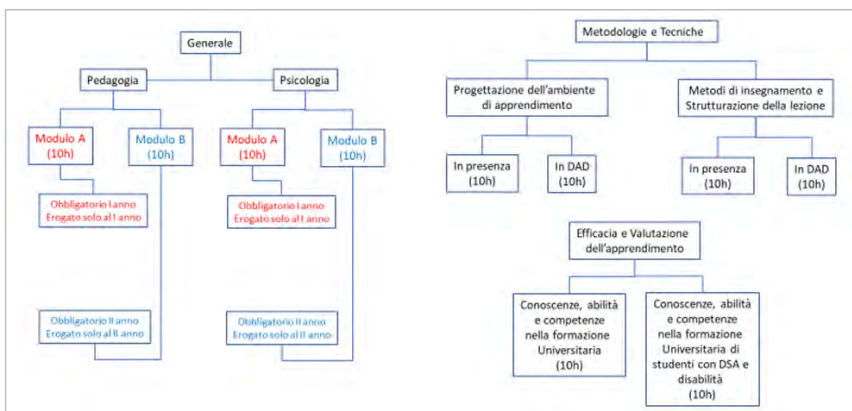 Generale
Pedagogia
Psicologia
Modulo A
(10h)
Modulo B
(10h)
Modulo A
(10h)
Modulo B
(10h)
Obbligatorio I anno
Erogato solo al I anno
Obbligatorio I anno
Erogato solo al I anno
Obbligatorio II anno
Erogato solo al II anno
Obbligatorio II anno
Erogato solo al II anno
Metodologie e Tecniche
Progettazione dell'ambiente
di apprendimento
Metodi di insegnamento e
Strutturazione della lezione
In presenza
(10h)
In DAD
(10h)
In presenza
(10h)
In DAD
(10h)
Efficacia e Valutazione
dell'apprendimento
Conoscenze, abilità
e competenze
nella formazione
Universitaria
(10h)
Conoscenze, abilità
e competenze
nella formazione
Universitaria di
studenti con DSA e
disabilità
(10h)